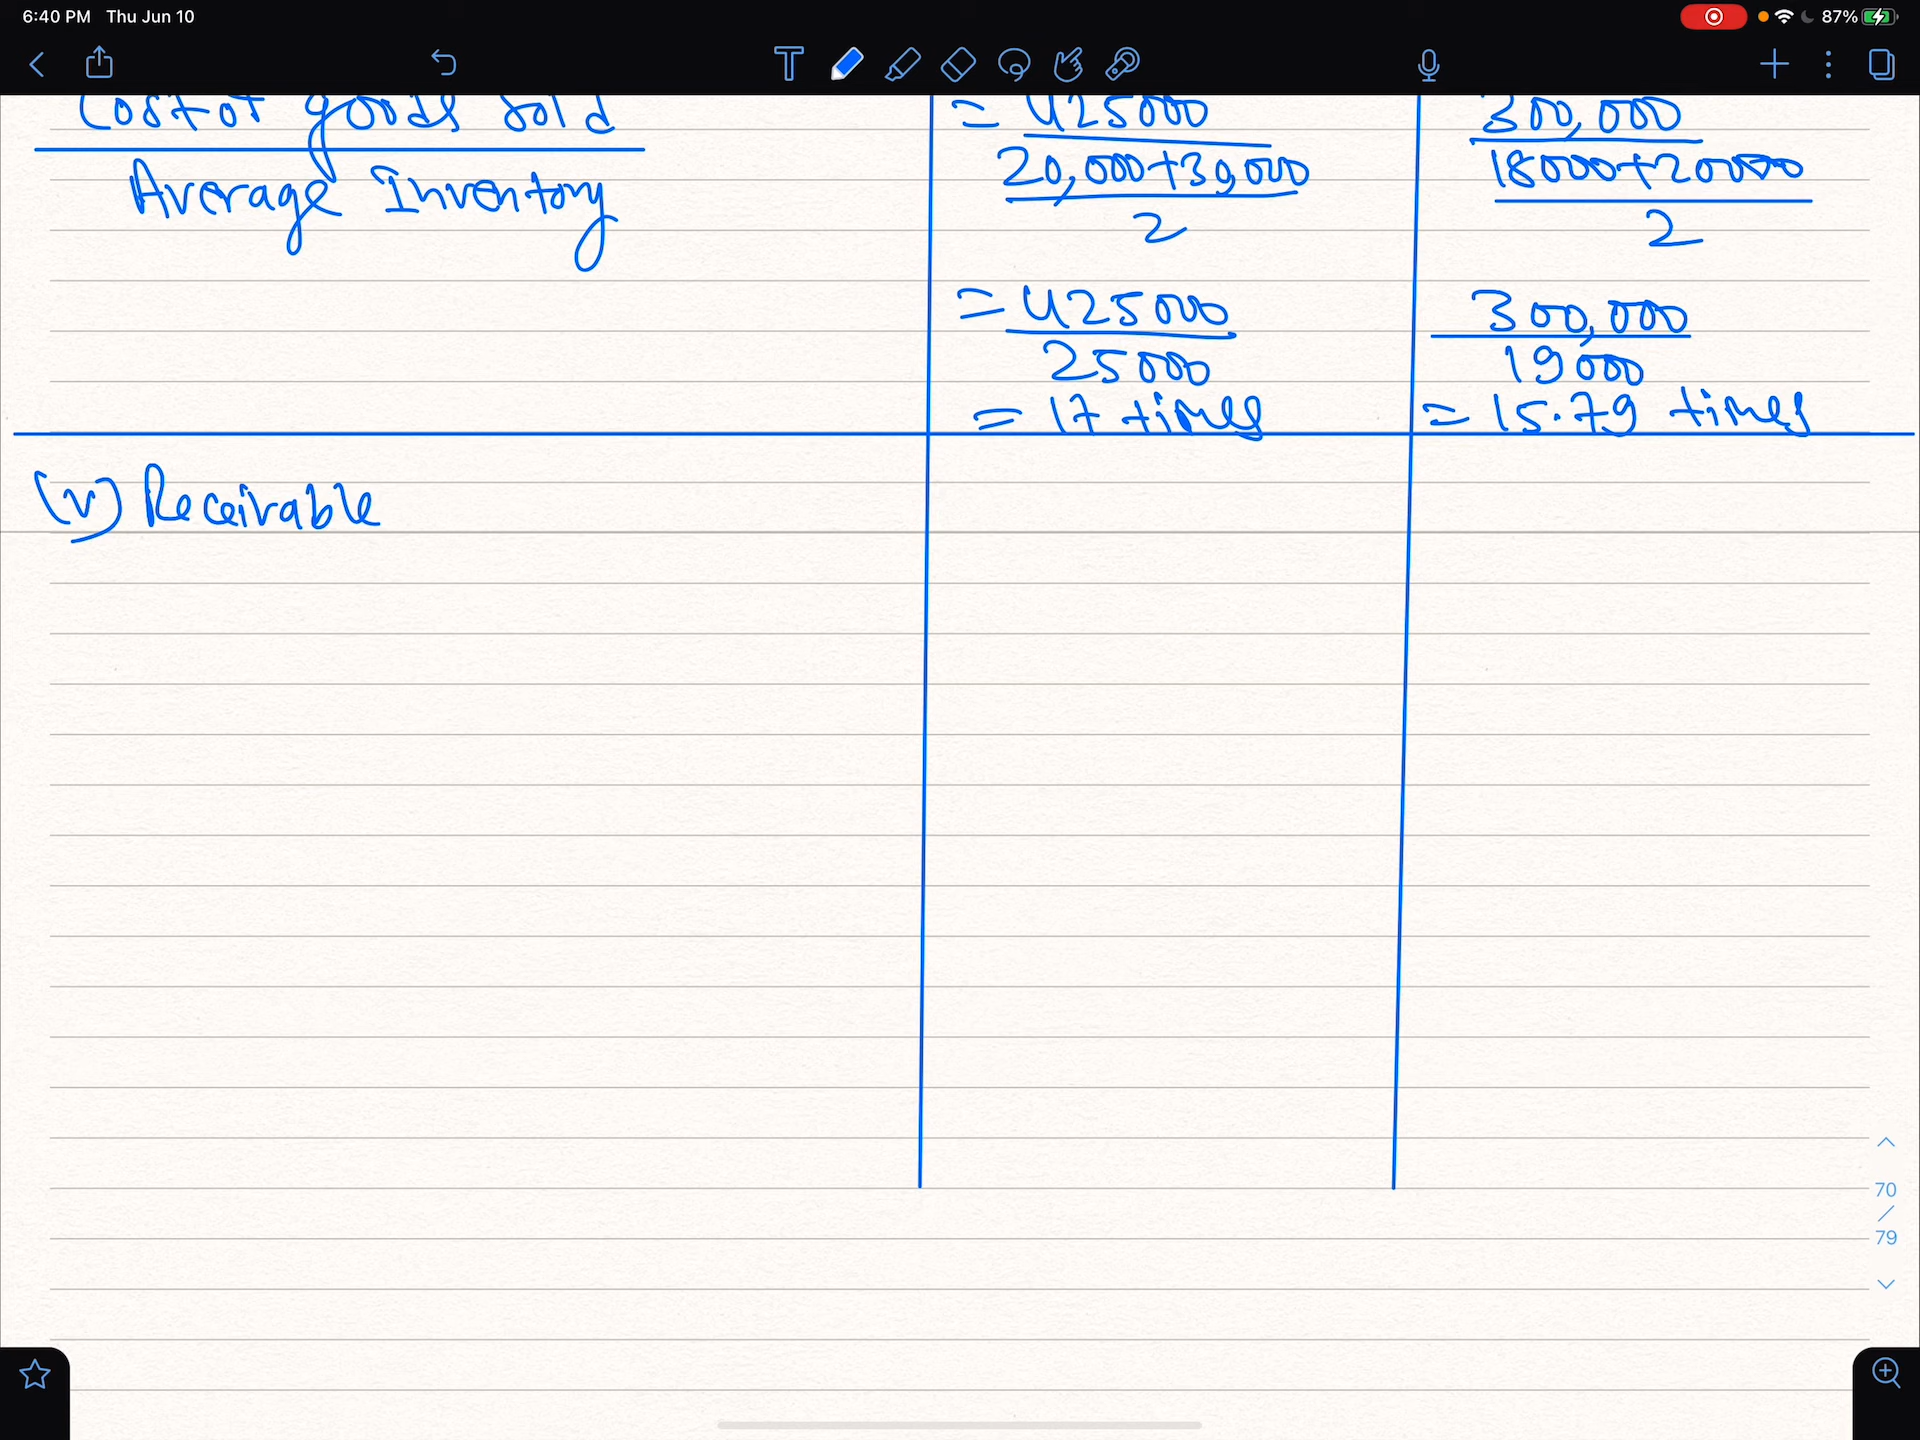 6:40 PM Thu Jun 10
87%
Cost of goods sold
Average Inventory
= 425000
20,000+30,000
2
= 425000
25000
= 17 times
300,000
18000+20000
2
300,000
19000
= 15.79 times
(v) Receivable
70
/
79